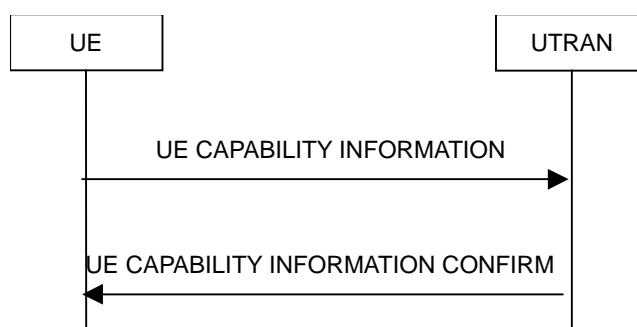 UE
UTRAN
UE CAPABILITY INFORMATION
UE CAPABILITY INFORMATION CONFIRM